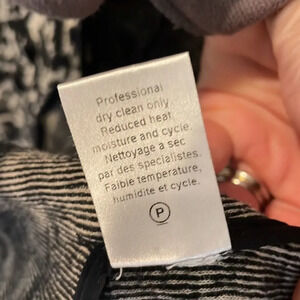 Professional
dry clean only
Reduced heat
moisture and cycle.
Nettoyage a sec
par des specialistes.
Faible temperature,
humidite et cycle.
P